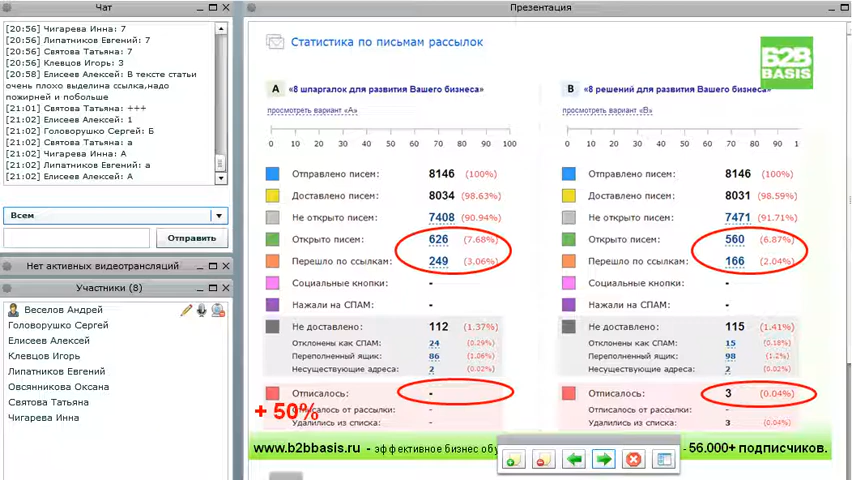 Чат
[20:56] Чигарева Инна: 7
[20:56] Липатников Евгений: 7
[20:56] Святова Татьяна: 7
[20:56] Клевцов Игорь: 3
[20:58] Елисеев Алексей: В тексте статьи
очень плохо выделина ссылка,надо
пожирней и побольше
[21:01] Святова Татьяна: +++
[21:02] Елисеев Алексей: 1
[21:02] Головорушко Сергей: Б
[21:02] Святова Татьяна: а
[21:02] Чигарева Инна: А
[21:02] Липатников Евгений: а
[21:02] Елисеев Алексей: А
Всем
Отправить
Нет активных видеотрансляций
Участники (8)
Веселов Андрей
Головорушко Сергей
Елисеев Алексей
Клевцов Игорь
Липатников Евгений
Овсянникова Оксана
Святова Татьяна
Чигарева Инна
Презентация
Статистика по письмам рассылок
B2B
BASIS
A «8 шпаргалок для развития Вашего бизнеса»
просмотреть вариант «А»
0 10 20 30 40 50 60 70 80 90 100
Отправлено писем: 8146 (100%)
Доставлено писем: 8034 (98.63%)
Не открыто писем: 7408 (90.94%)
Открыто писем: 626 (7.68%)
Перешло по ссылкам: 249 (3.06%)
Социальные кнопки: -
Нажали на СПАМ: -
Не доставлено: 112 (1.37%)
Отклонены как СПАМ: 24 (0.29%)
Переполненый ящик: 86 (1.06%)
Несуществующие адреса: 2 (0.02%)
Отписалось: -
+ 50%
Отписалось от рассылки: -
Удалились из списка: -
B «8 решений для развития Вашего бизнеса»
просмотреть вариант «В»
0 10 20 30 40 50 60 70 80 90 1
Отправлено писем: 8146 (100%)
Доставлено писем: 8031 (98.59%)
Не открыто писем: 7471 (91.71%)
Открыто писем: 560 (6.87%)
Перешло по ссылкам: 166 (2.04%)
Социальные кнопки: -
Нажали на СПАМ: -
Не доставлено: 115 (1.41%)
Отклонены как СПАМ: 15 (0.18%)
Переполненый ящик: 98 (1.2%)
Несуществующие адреса: 2 (0.02%)
Отписалось: 3 (0.04%)
Отписалось от рассылки: -
Удалились из списка: 3 (0.04%)
www.b2bbasis.ru - эффективное бизнес обу - 56.000+ подписчиков.